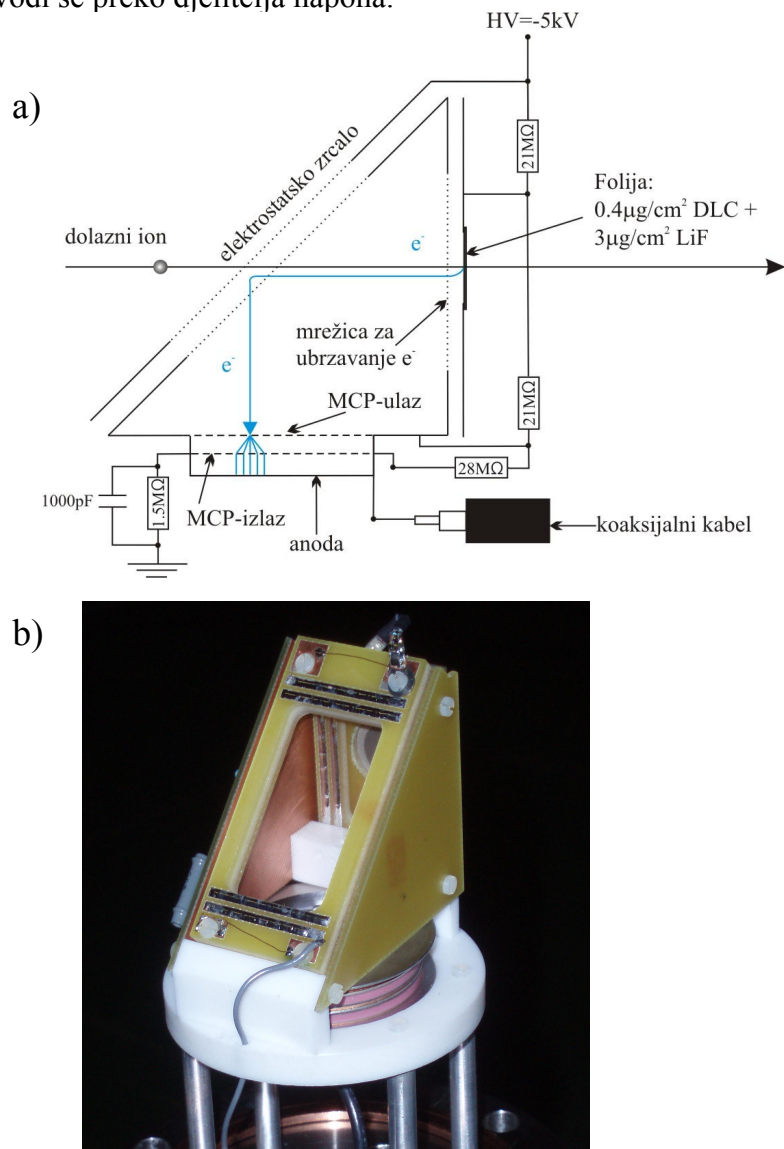 vodi se preko djelitelja napona.
HV=-5kV
a)
21MΩ
elektrostatsko zrcalo
Folija:
0.4μg/cm² DLC +
3μg/cm² LiF
dolazni ion
e⁻
mrežica za
ubrzavanje e⁻
e⁻
MCP-ulaz
21MΩ
28MΩ
1000pF
1.5MΩ
MCP-izlaz
anoda
koaksijalni kabel
b)